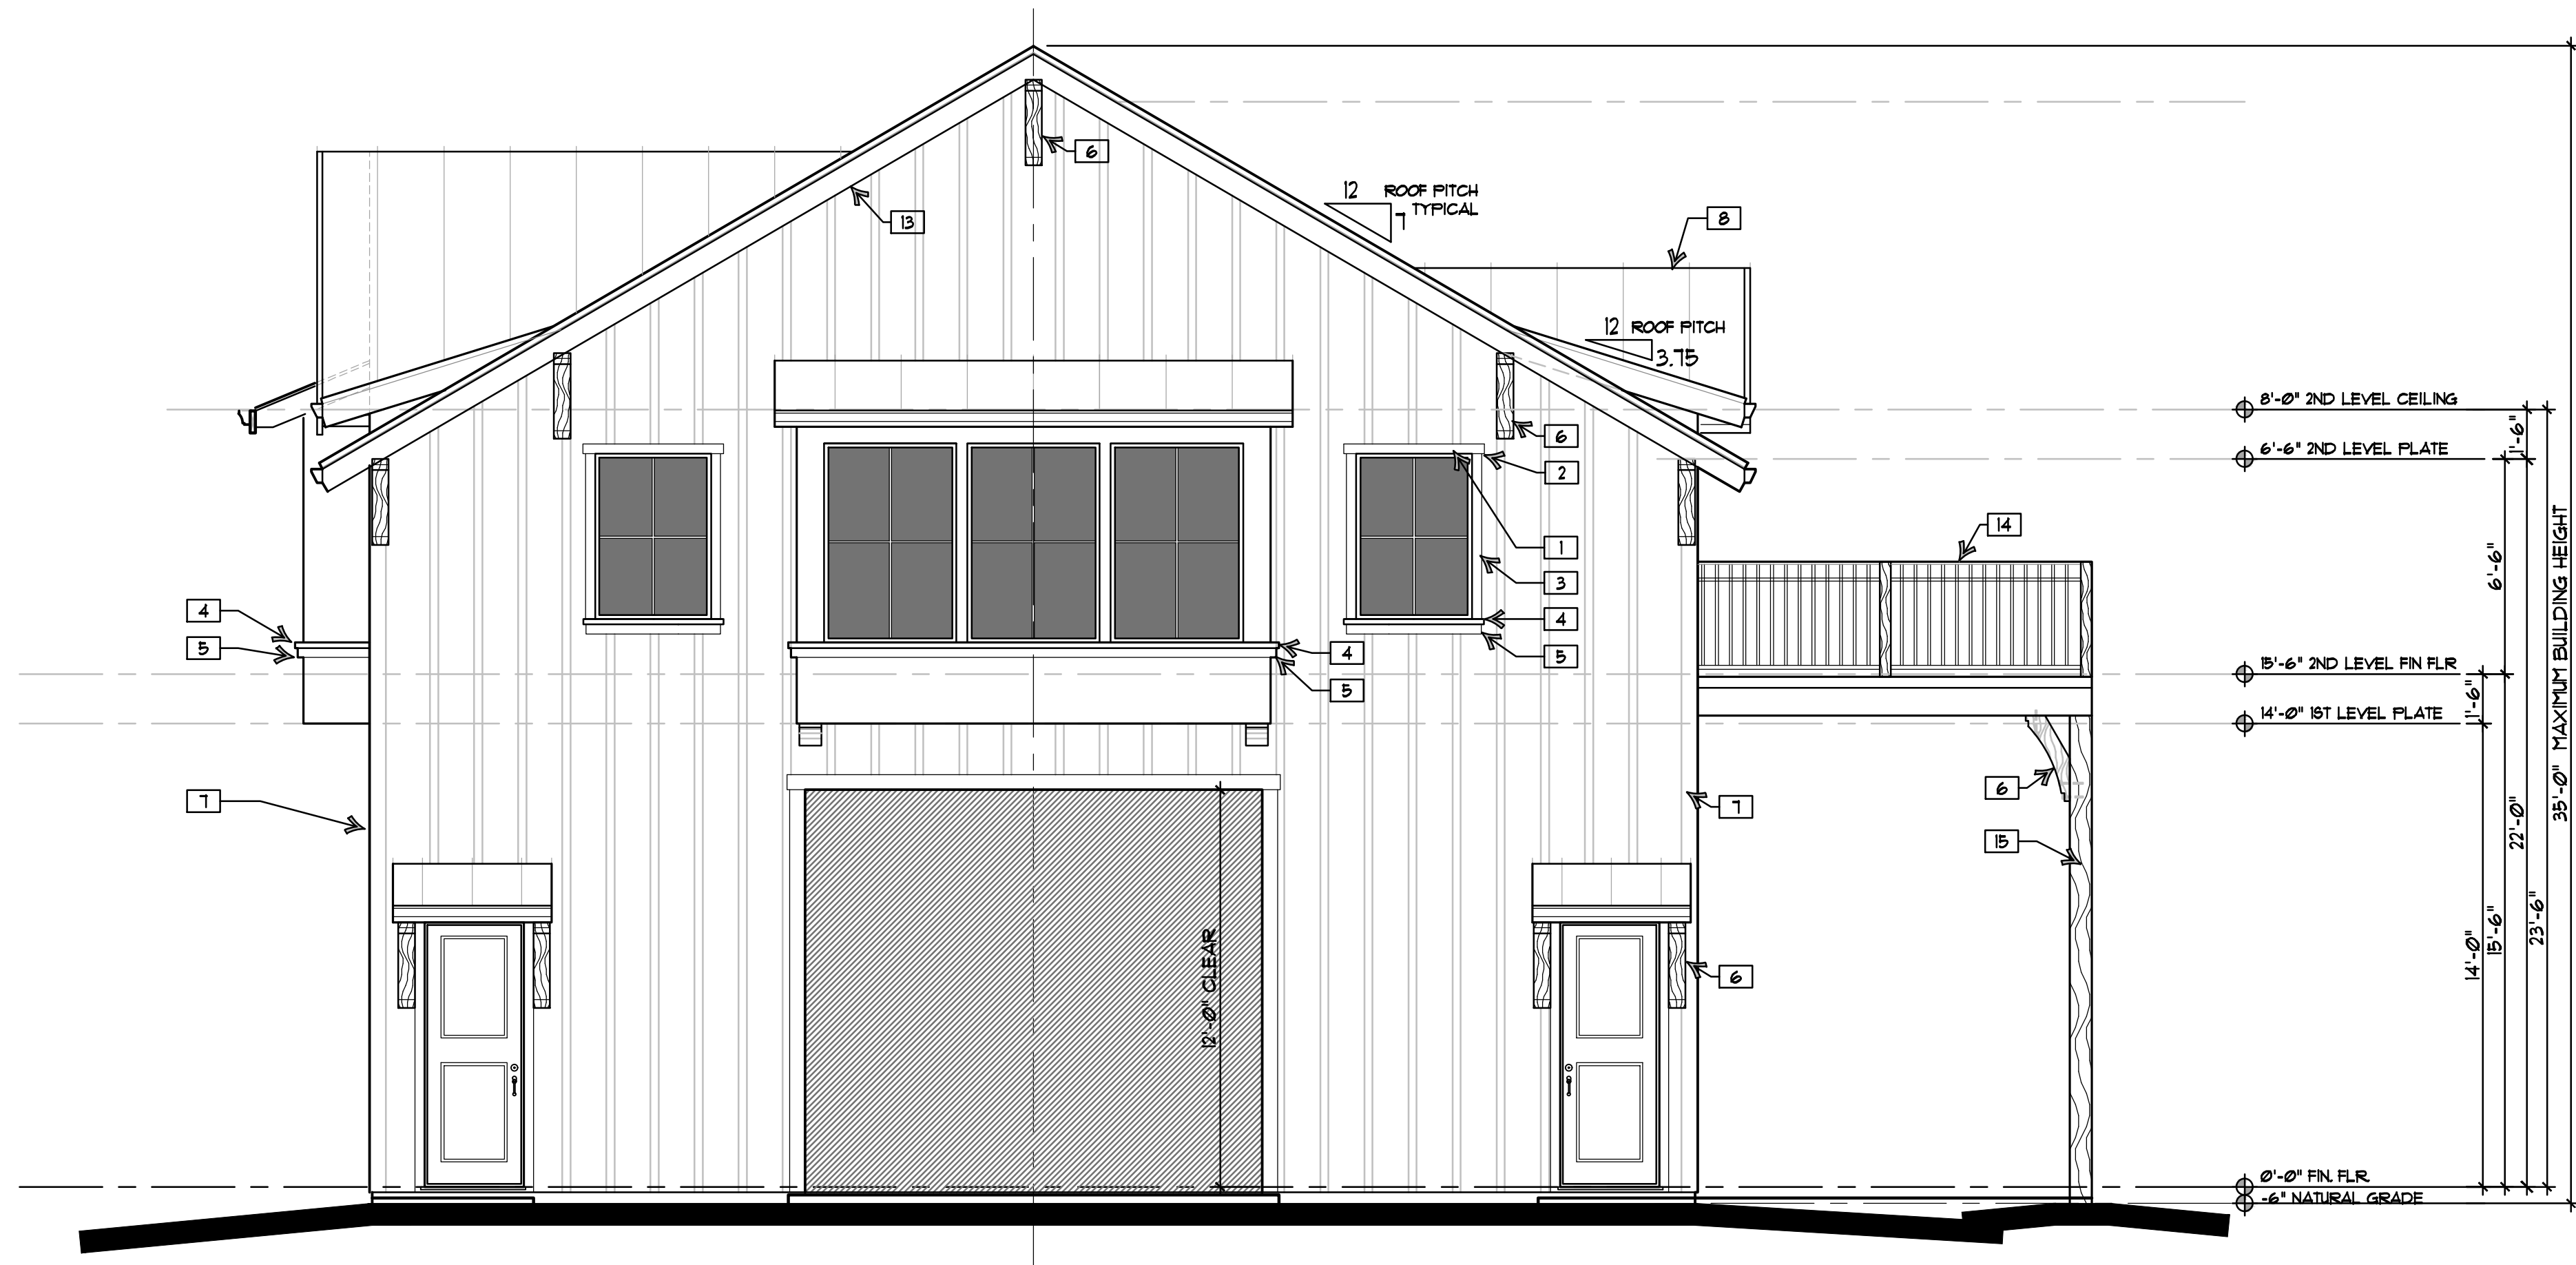 6
13
12 ROOF PITCH
7 TYPICAL
8
12 ROOF PITCH
3.75
8'-0" 2ND LEVEL CEILING
6'-6" 2ND LEVEL PLATE
1'-6"
6
2
1
3
4
5
4
5
4
5
14
6'-6"
35'-0" MAXIMUM BUILDING HEIGHT
15'-6" 2ND LEVEL FIN FLR
14'-0" 1ST LEVEL PLATE
1'-6"
7
7
6
15
22'-0"
23'-6"
15'-6"
14'-0"
12'-0" CLEAR
6
0'-0" FIN. FLR.
-6" NATURAL GRADE